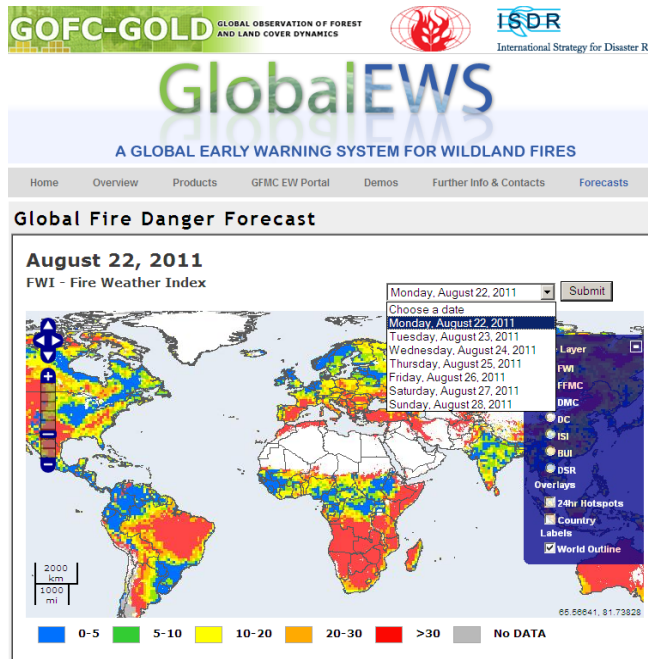 GOFC-GOLD GLOBAL OBSERVATION OF FOREST
AND LAND COVER DYNAMICS
ISDR
International Strategy for Disaster R
GlobalEWS
A GLOBAL EARLY WARNING SYSTEM FOR WILDLAND FIRES
Home Overview Products GFMC EW Portal Demos Further Info & Contacts Forecasts
Global Fire Danger Forecast
August 22, 2011
FWI - Fire Weather Index
Monday, August 22, 2011 Submit
Choose a date
Monday, August 22, 2011
Tuesday, August 23, 2011
Wednesday, August 24, 2011
Thursday, August 25, 2011
Friday, August 26, 2011
Saturday, August 27, 2011
Sunday, August 28, 2011
Layer
FWI
FFMC
DMC
DC
ISI
BUI
DSR
Overlays
24hr Hotspots
Country
Labels
World Outline
2000
km
1000
mi
65.56641, 81.73828
0-5 5-10 10-20 20-30 >30 No DATA